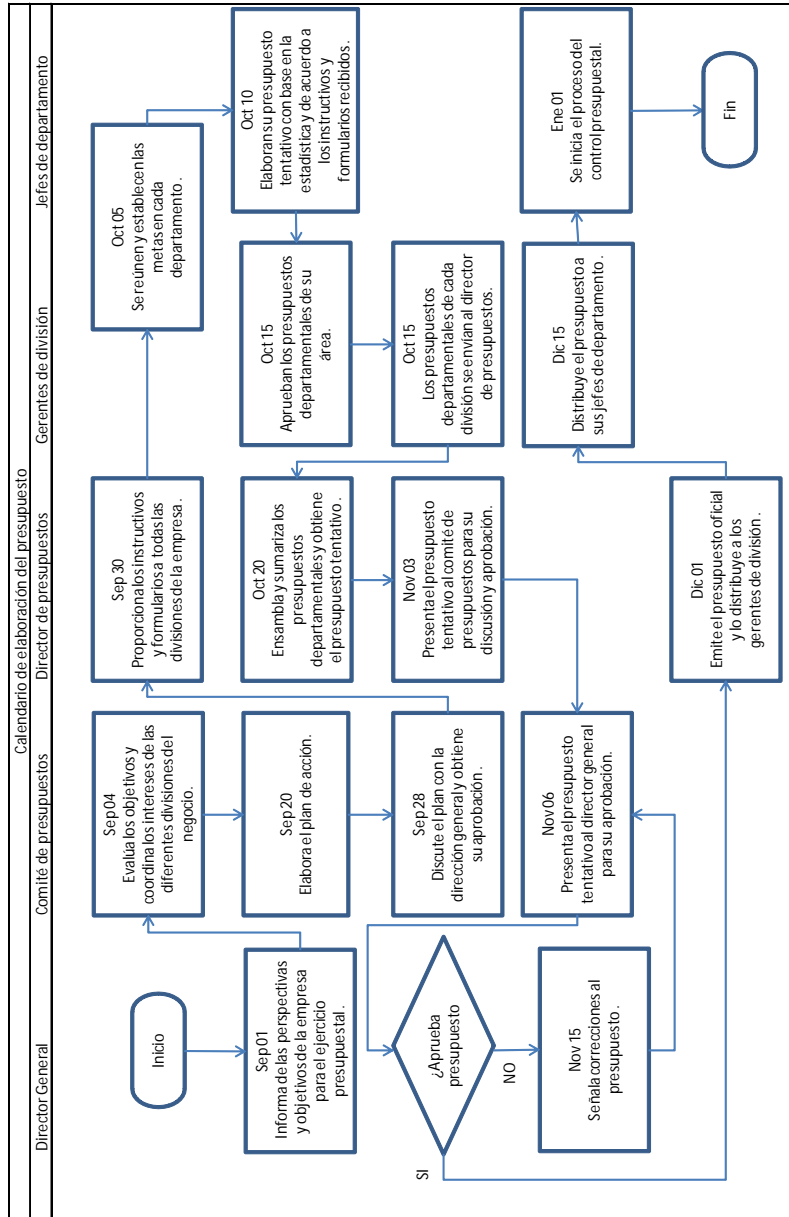 Calendario de elaboración del presupuesto
Director General
Comité de presupuestos
Director de presupuestos
Gerentes de división
Jefes de departamento
Inicio
Sep 01
Informa de las perspectivas
y objetivos de la empresa
para el ejercicio
presupuestal.
Sep 04
Evalúa los objetivos y
coordina los intereses de las
diferentes divisiones del
negocio.
Sep 20
Elabora el plan de acción.
Sep 28
Discute el plan con la
dirección general y obtiene
su aprobación.
Sep 30
Proporciona los instructivos
y formularios a todas las
divisiones de la empresa.
Oct 05
Se reúnen y establecen las
metas en cada
departamento.
Oct 10
Elaboran su presupuesto
tentativo con base en la
estadística y de acuerdo a
los instructivos y
formularios recibidos.
Oct 15
Aprueban los presupuestos
departamentales de su
área.
Oct 15
Los presupuestos
departamentales de cada
división se envían al director
de presupuestos.
Oct 20
Ensambla y sumariza los
presupuestos
departamentales y obtiene
el presupuesto tentativo.
Nov 03
Presenta el presupuesto
tentativo al comité de
presupuestos para su
discusión y aprobación.
Nov 06
Presenta el presupuesto
tentativo al director general
para su aprobación.
¿Aprueba
presupuesto
NO
SI
Nov 15
Señala correcciones al
presupuesto.
Dic 01
Emite el presupuesto oficial
y lo distribuye a los
gerentes de división.
Dic 15
Distribuye el presupuesto a
sus jefes de departamento.
Ene 01
Se inicia el proceso del
control presupuestal.
Fin